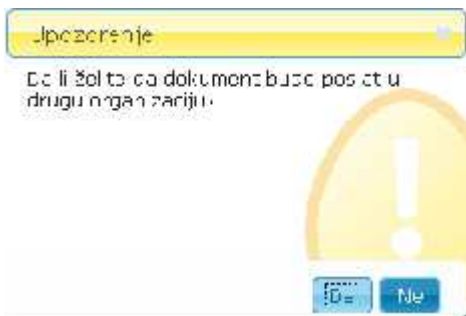 Upozorenje
Da li želite da dokument bude poslat u
drugu organizaciju?
Da
Ne